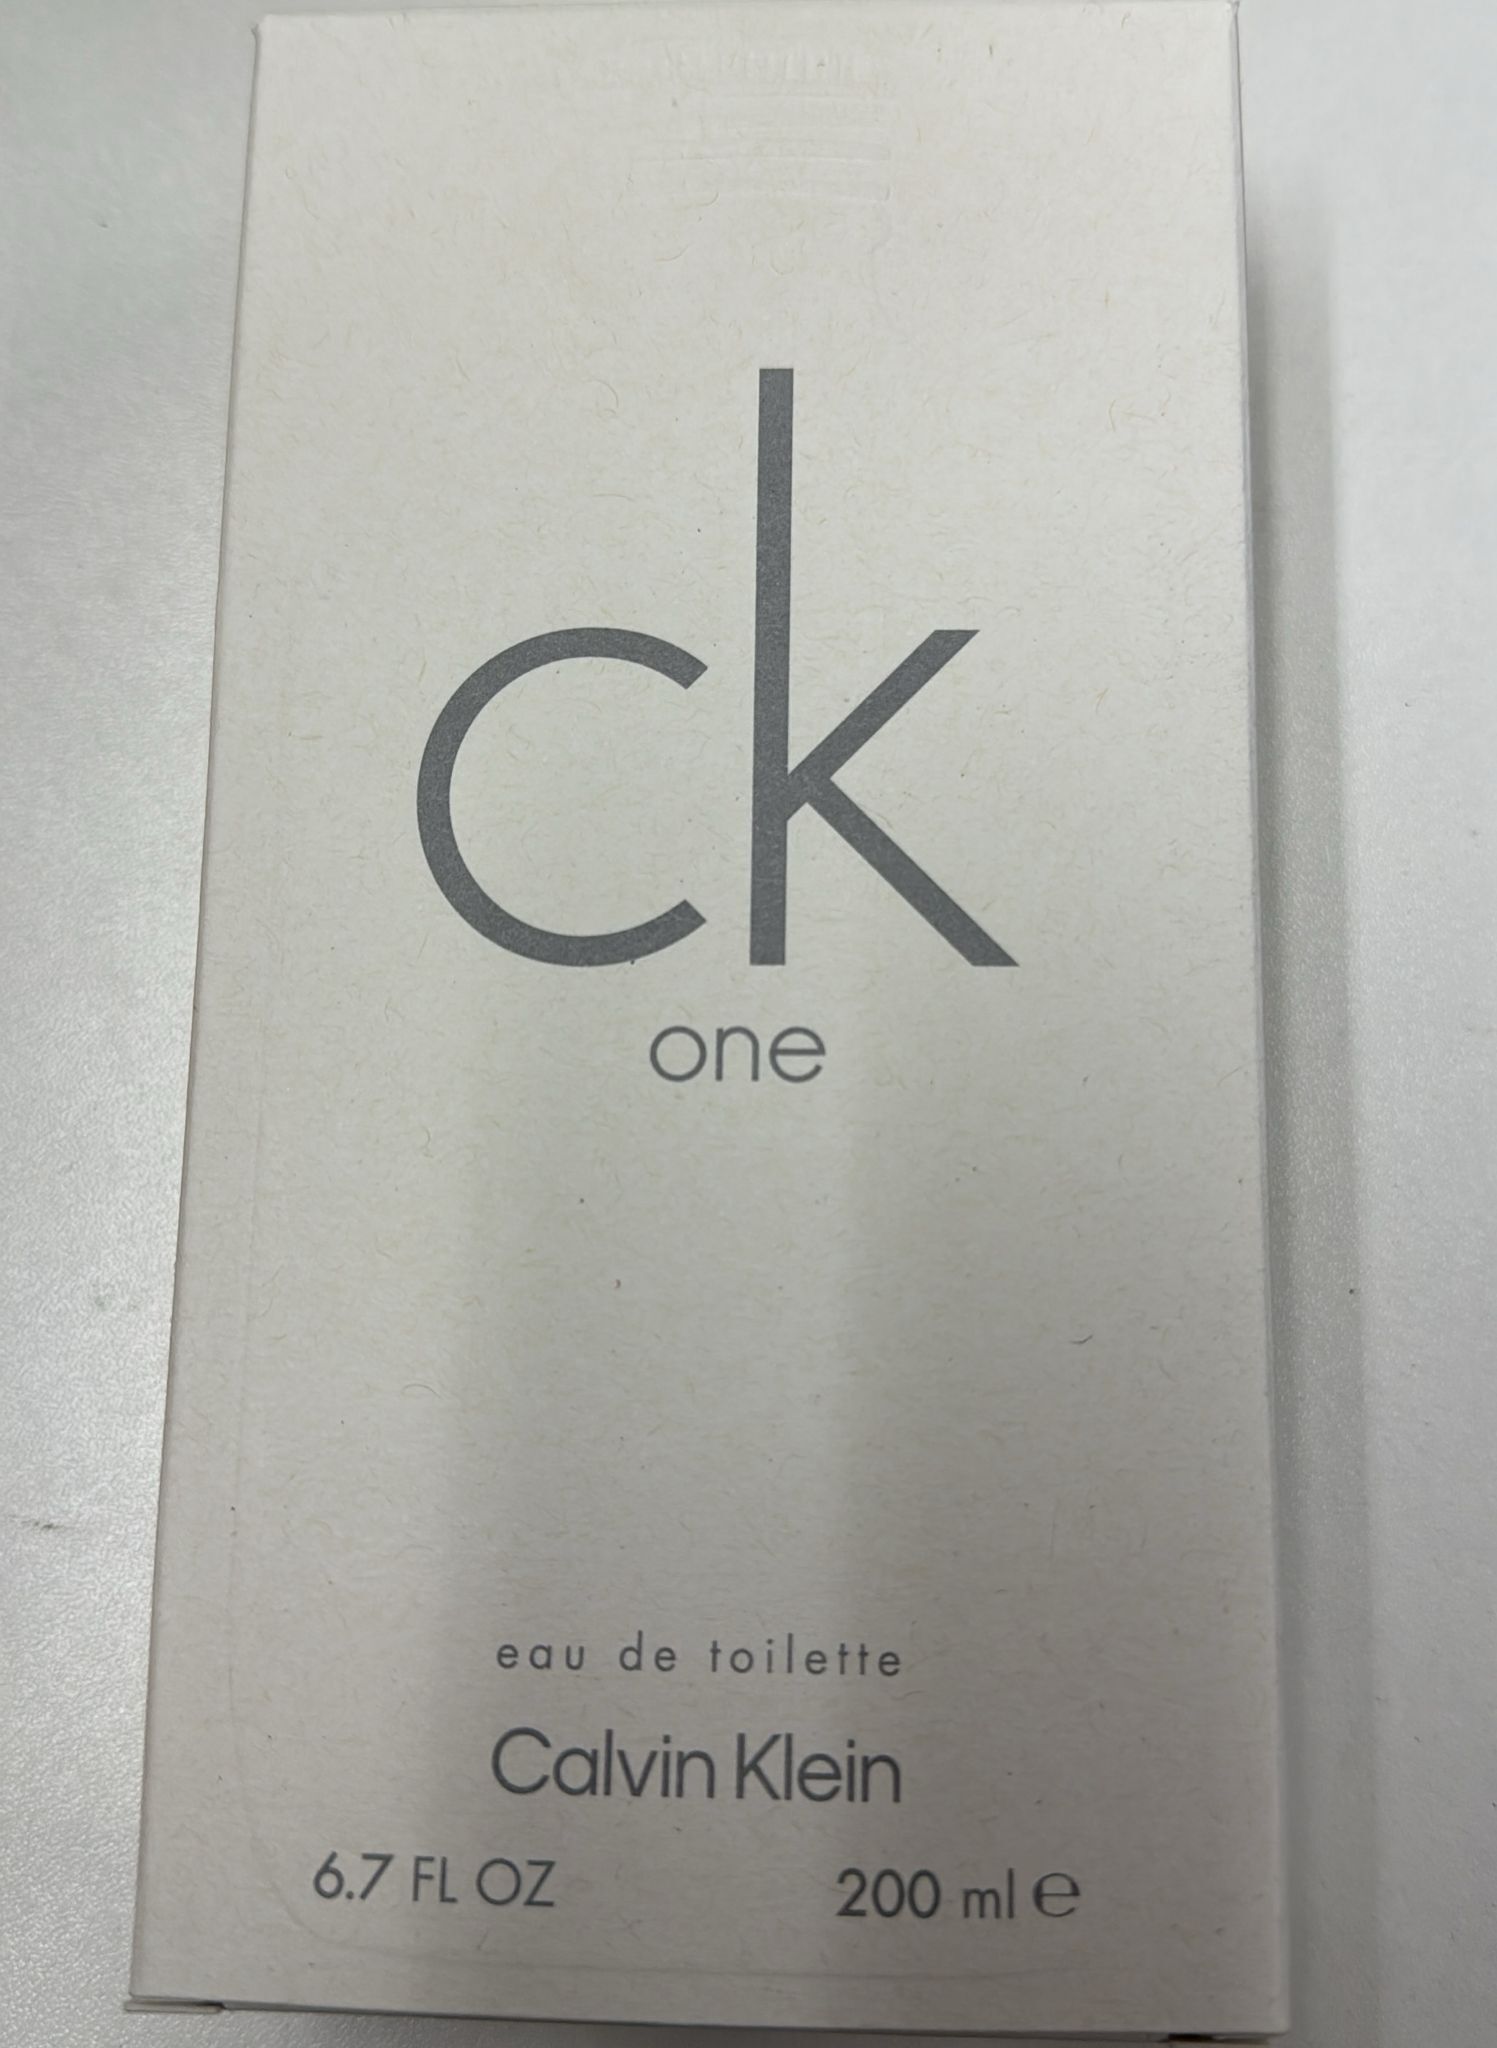 ck
one
eau de toilette
Calvin Klein
6.7 FL OZ 200 ml ℮